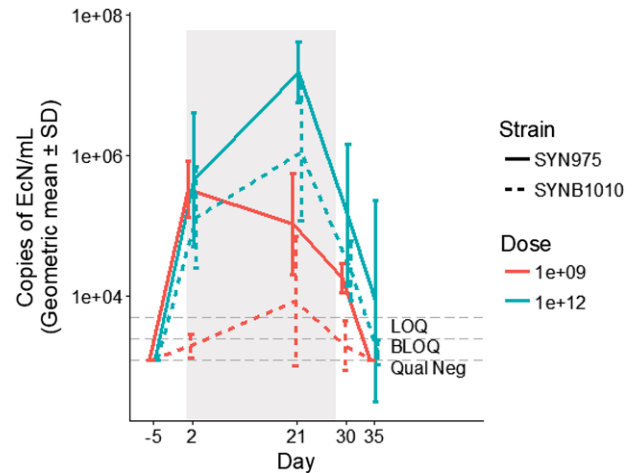 Copies of EcN/mL
(Geometric mean ± SD)
1e+08
1e+06
1e+04
LOQ
BLOQ
Qual Neg
-5 2 21 30 35
Day
Strain
SYN975
SYNB1010
Dose
1e+09
1e+12